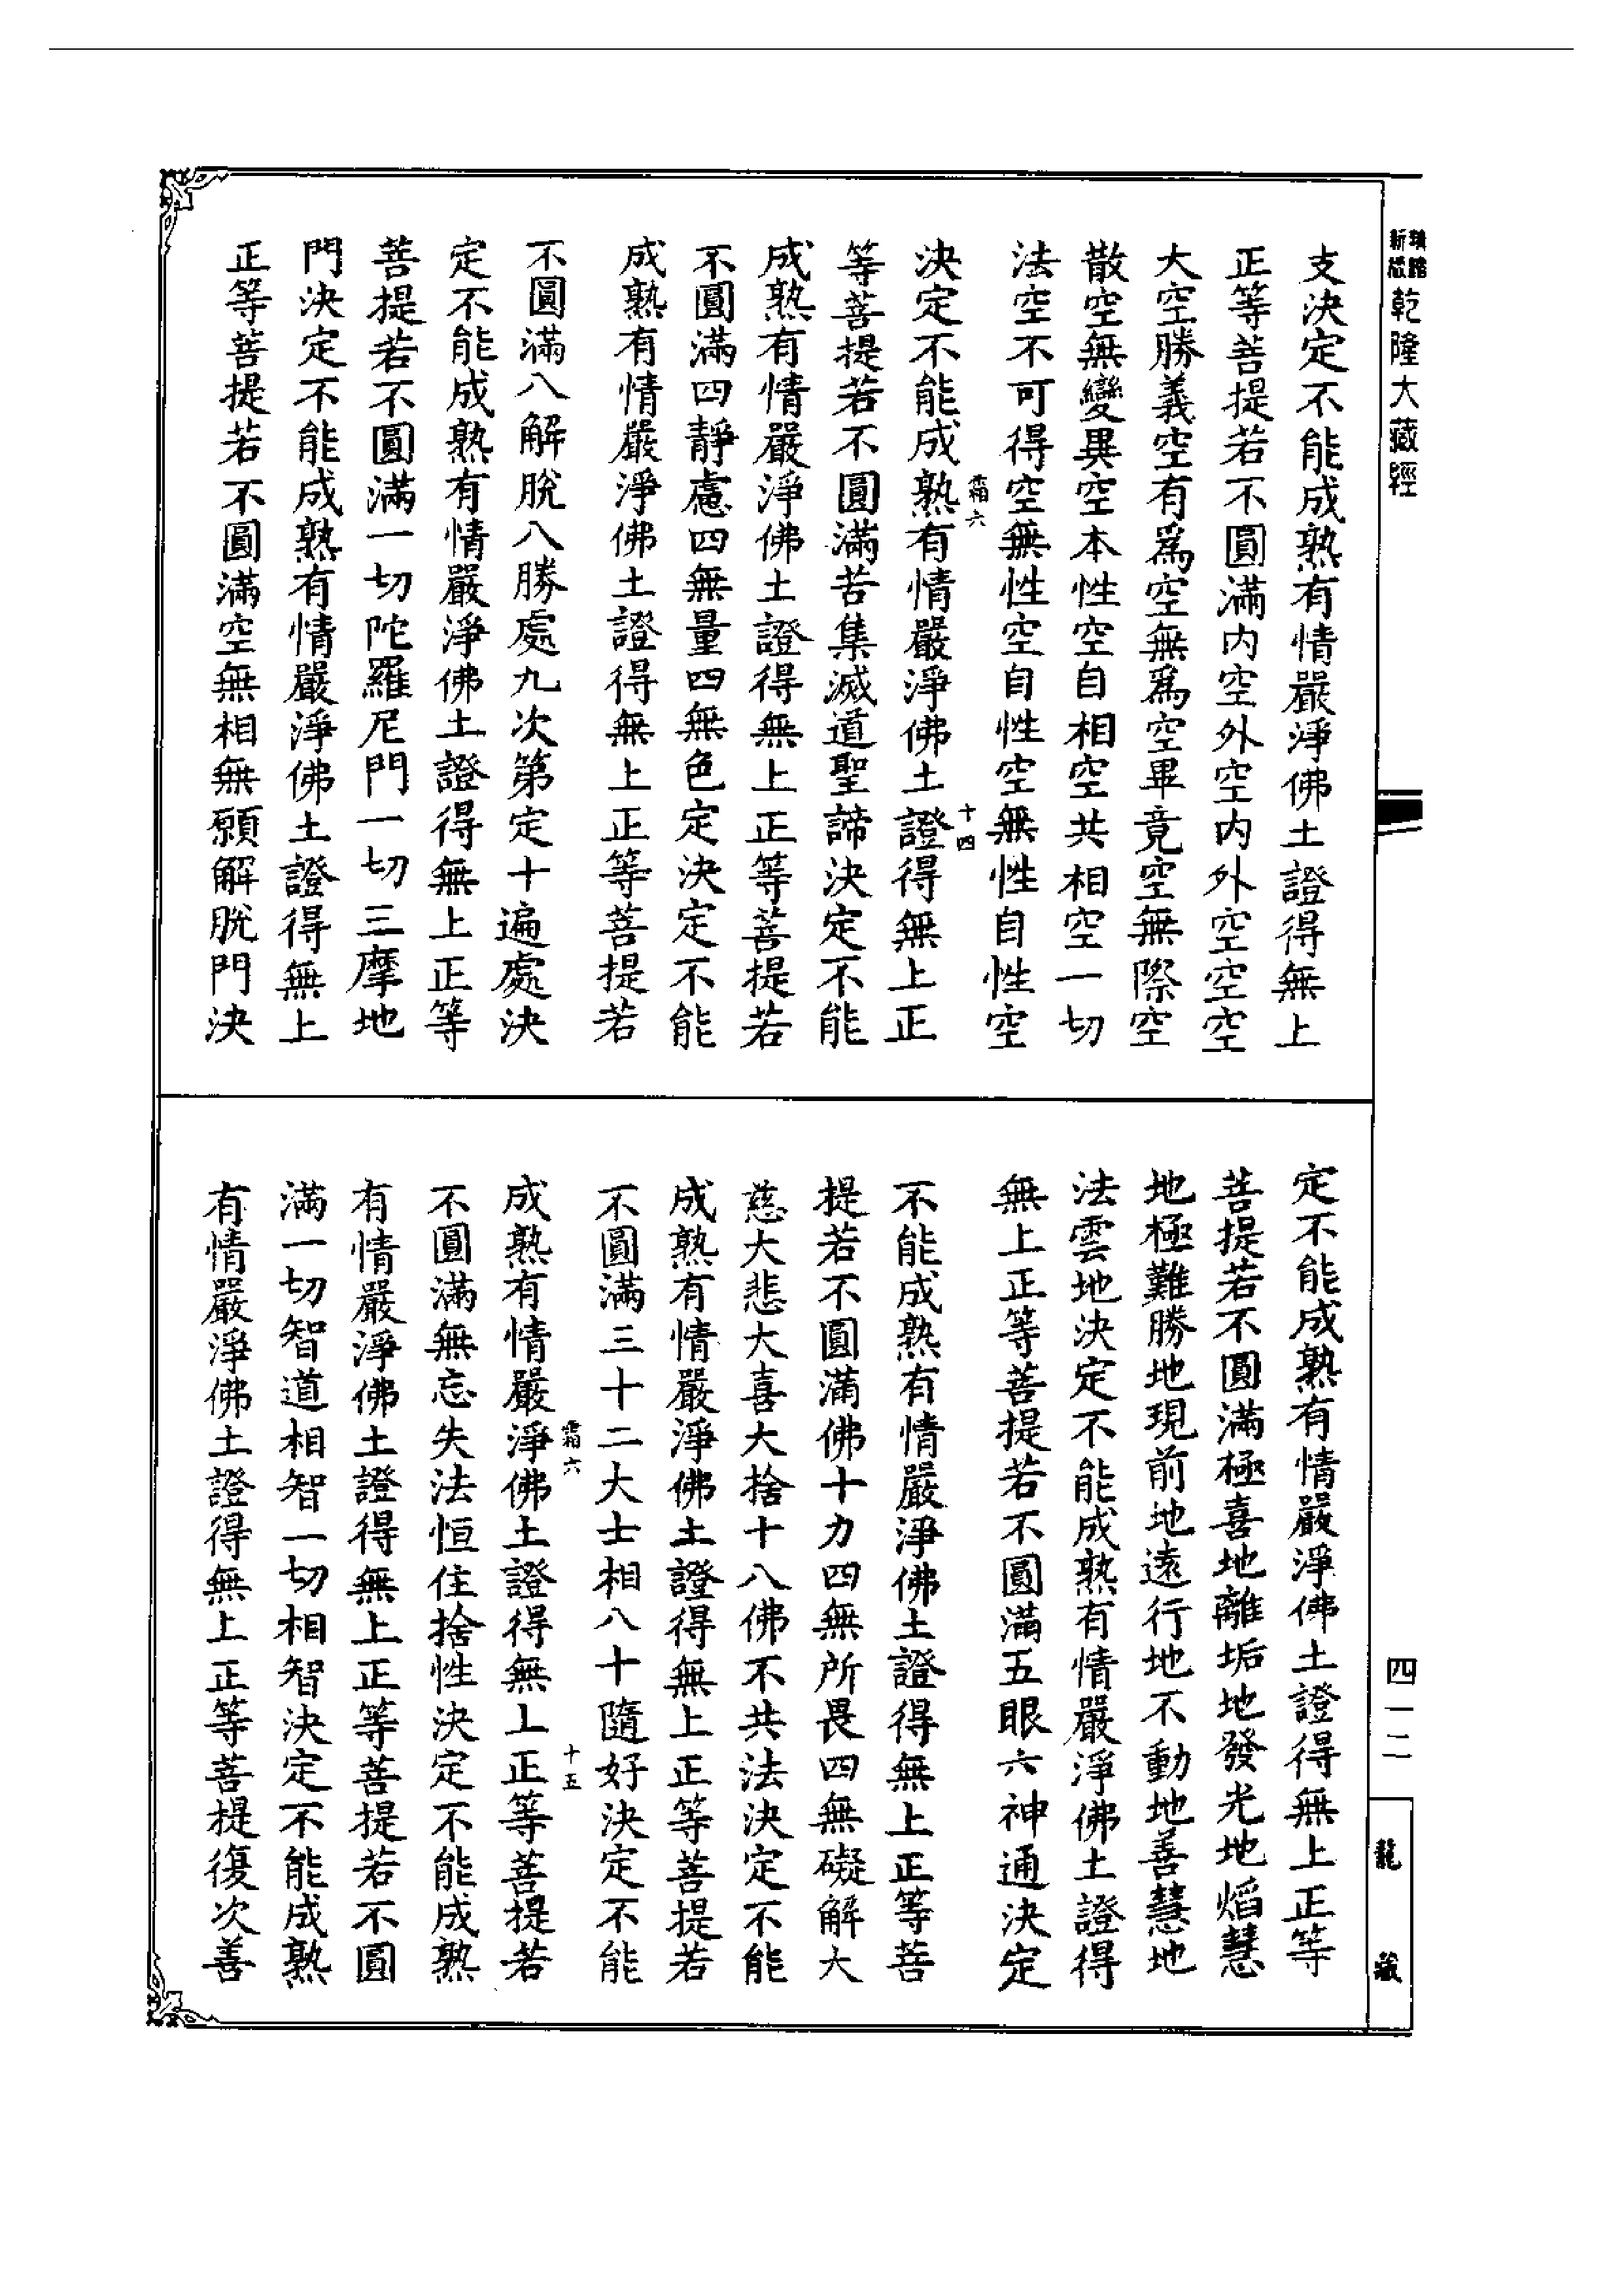 乾隆大藏經
支決定不能成熟有情嚴淨佛土證得無上
正等菩提若不圓滿内空外空内外空空空
大空勝義空有爲空無爲空畢竟空無際空
散空無變異空本性空自相空共相空一切
法空不可得空無性空自性空無性自性空
霜六
十四
決定不能成熟有情嚴淨佛土證得無上正
等菩提若不圓滿苦集滅道聖諦決定不能
成熟有情嚴淨佛土證得無上正等菩提若
不圓滿四靜慮四無量四無色定決定不能
成熟有情嚴淨佛土證得無上正等菩提若
不圓滿八解脫八勝處九次第定十遍處決
定不能成熟有情嚴淨佛土證得無上正等
菩提若不圓滿一切陀羅尼門一切三摩地
門決定不能成熟有情嚴淨佛土證得無上
正等菩提若不圓滿空無相無願解脫門決
四一二
龍藏
定不能成熟有情嚴淨佛土證得無上正等
菩提若不圓滿極喜地離垢地發光地焰慧
地極難勝地現前地遠行地不動地善慧地
法雲地決定不能成熟有情嚴淨佛土證得
無上正等菩提若不圓滿五眼六神通決定
不能成熟有情嚴淨佛土證得無上正等菩
提若不圓滿佛十力四無所畏四無礙解大
慈大悲大喜大捨十八佛不共法決定不能
成熟有情嚴淨佛土證得無上正等菩提若
不圓滿三十二大士相八十隨好決定不能
霜六
十五
成熟有情嚴淨佛土證得無上正等菩提若
不圓滿無忘失法恒住捨性決定不能成熟
有情嚴淨佛土證得無上正等菩提若不圓
滿一切智道相智一切相智決定不能成熟
有情嚴淨佛土證得無上正等菩提復次善